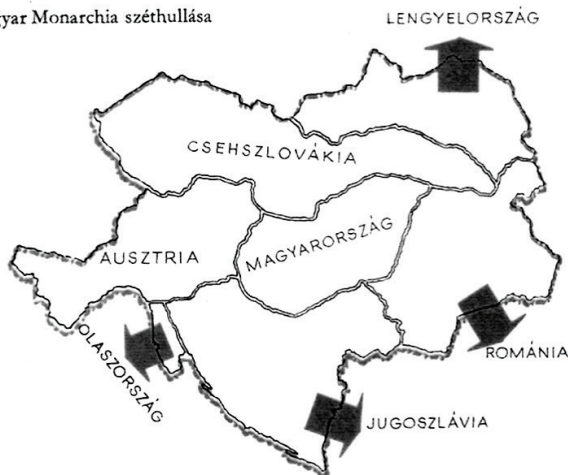 yar Monarchia széthullása
LENGYELORSZÁG
CSEHSZLOVÁKIA
AUSZTRIA
MAGYARORSZÁG
OLASZORSZÁG
ROMÁNIA
JUGOSZLÁVIA